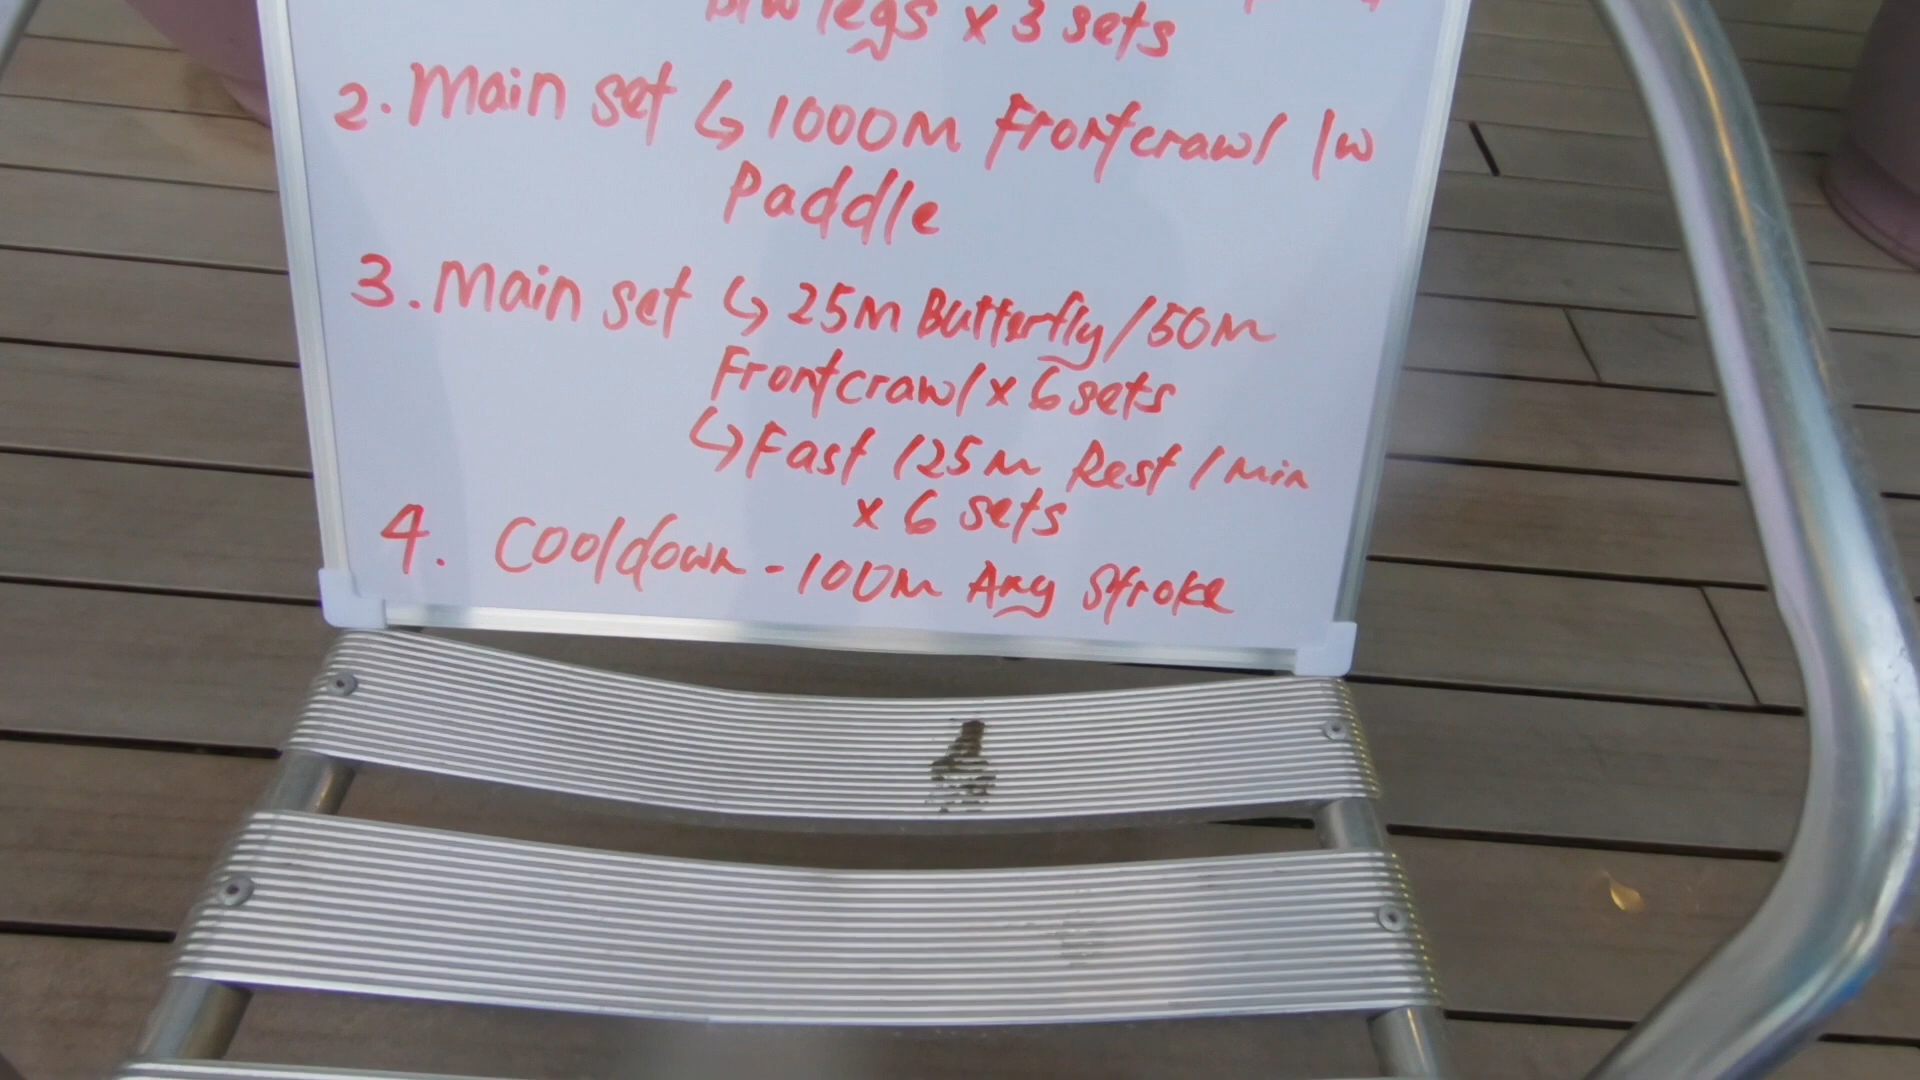 b/w legs x 3 sets
2. Main set ↳ 1000M Frontcrawl /w
Paddle
3. Main set ↳ 25M Butterfly/50M
Frontcrawl x 6 sets
↳ Fast /25M Rest 1 min
x 6 sets
4. Cooldown - 100M Any Stroke